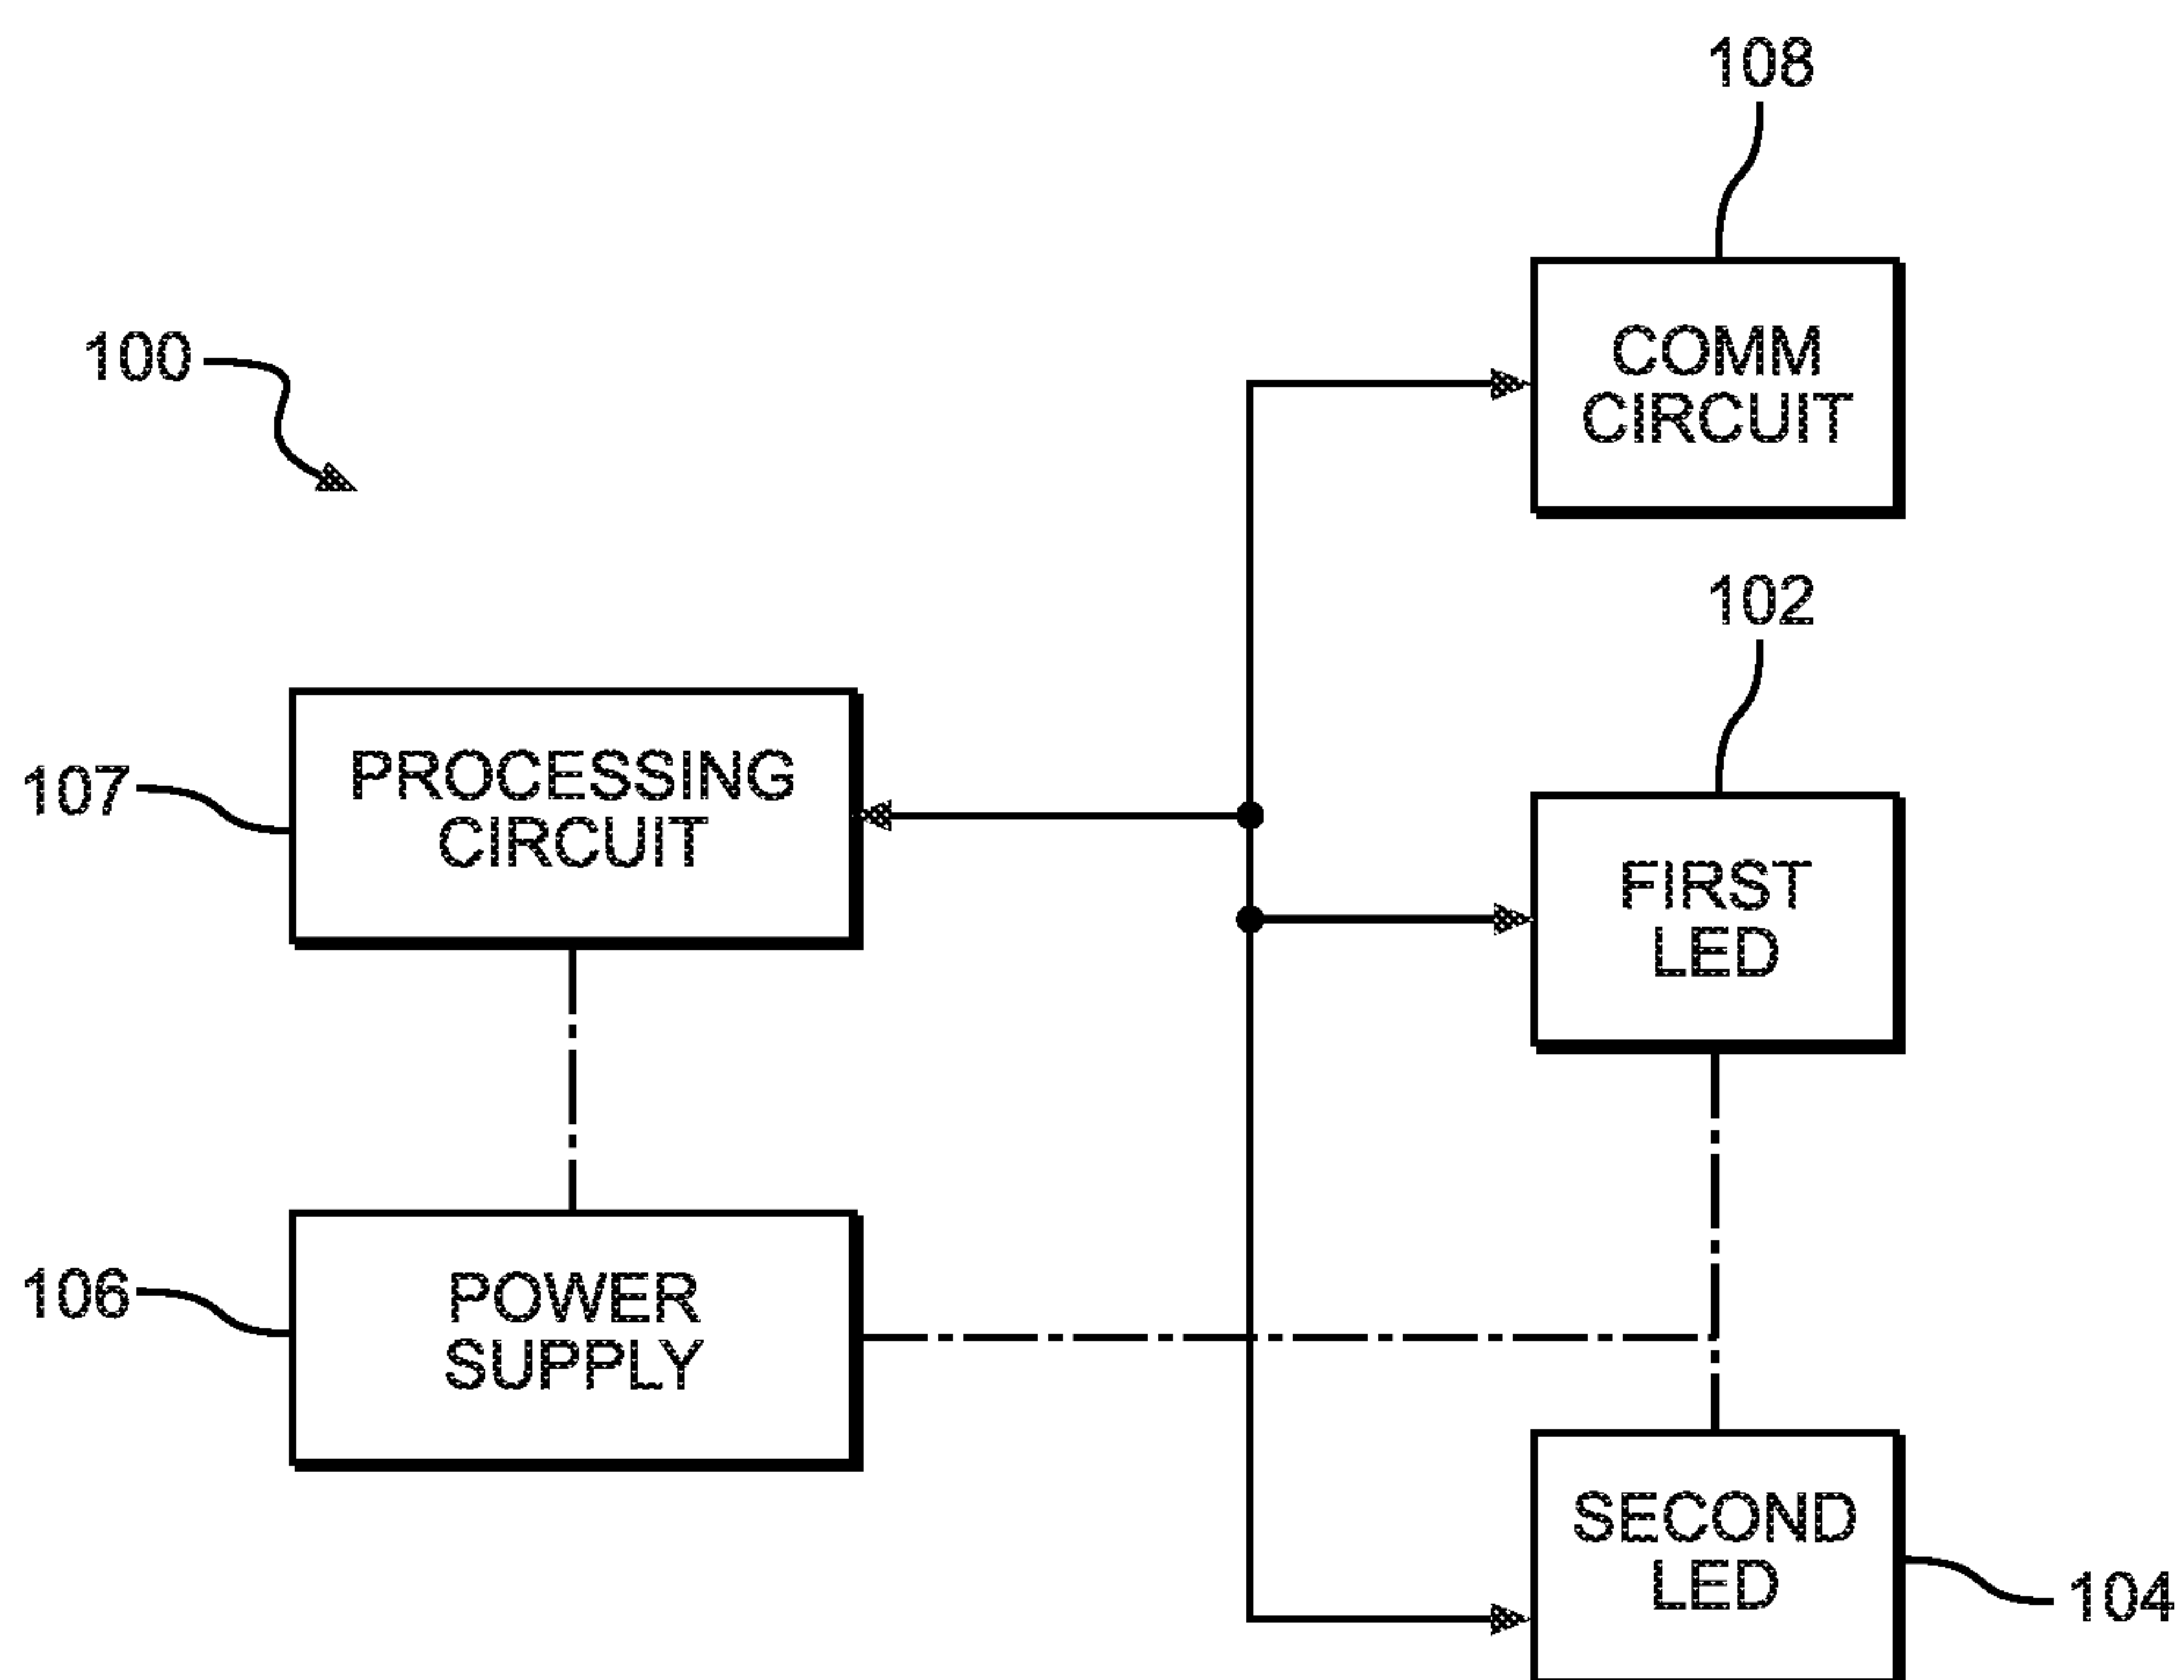 108
100
COMM
CIRCUIT
102
107
PROCESSING
CIRCUIT
FIRST
LED
106
POWER
SUPPLY
SECOND
LED
104